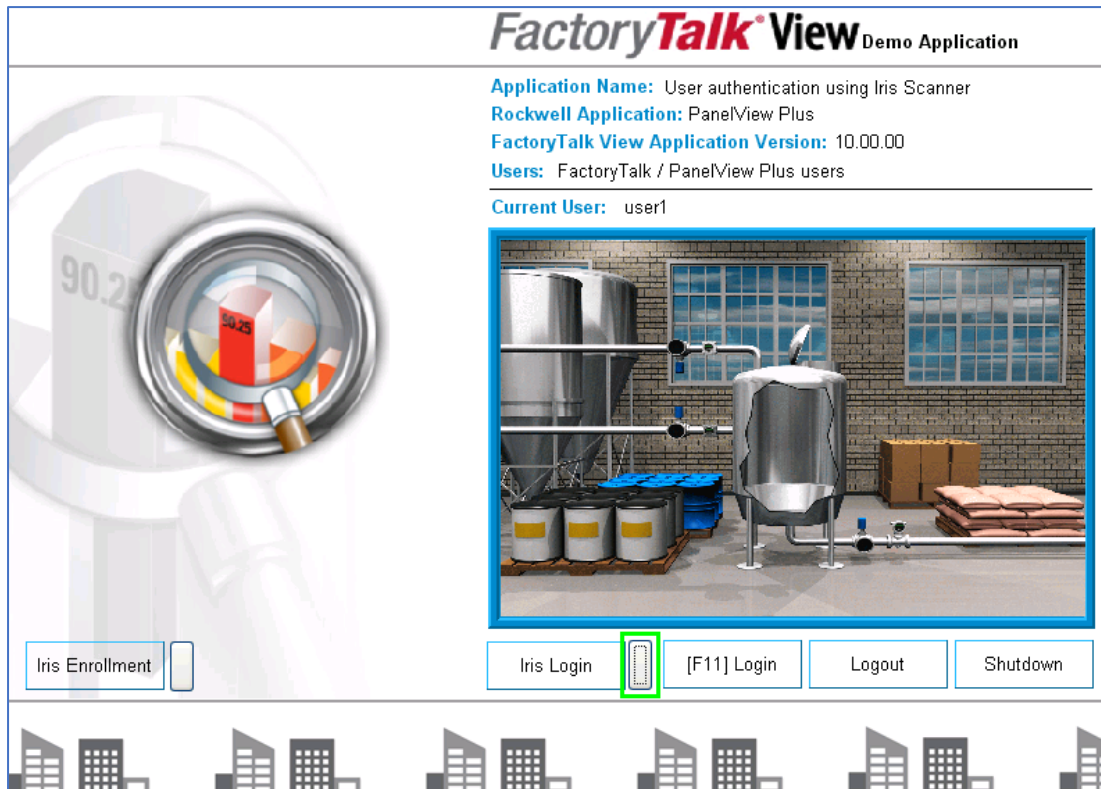 FactoryTalk View Demo Application
Application Name: User authentication using Iris Scanner
Rockwell Application: PanelView Plus
FactoryTalk View Application Version: 10.00.00
Users: FactoryTalk / PanelView Plus users
Current User: user1
90.25
Iris Enrollment
Iris Login
[F11] Login
Logout
Shutdown